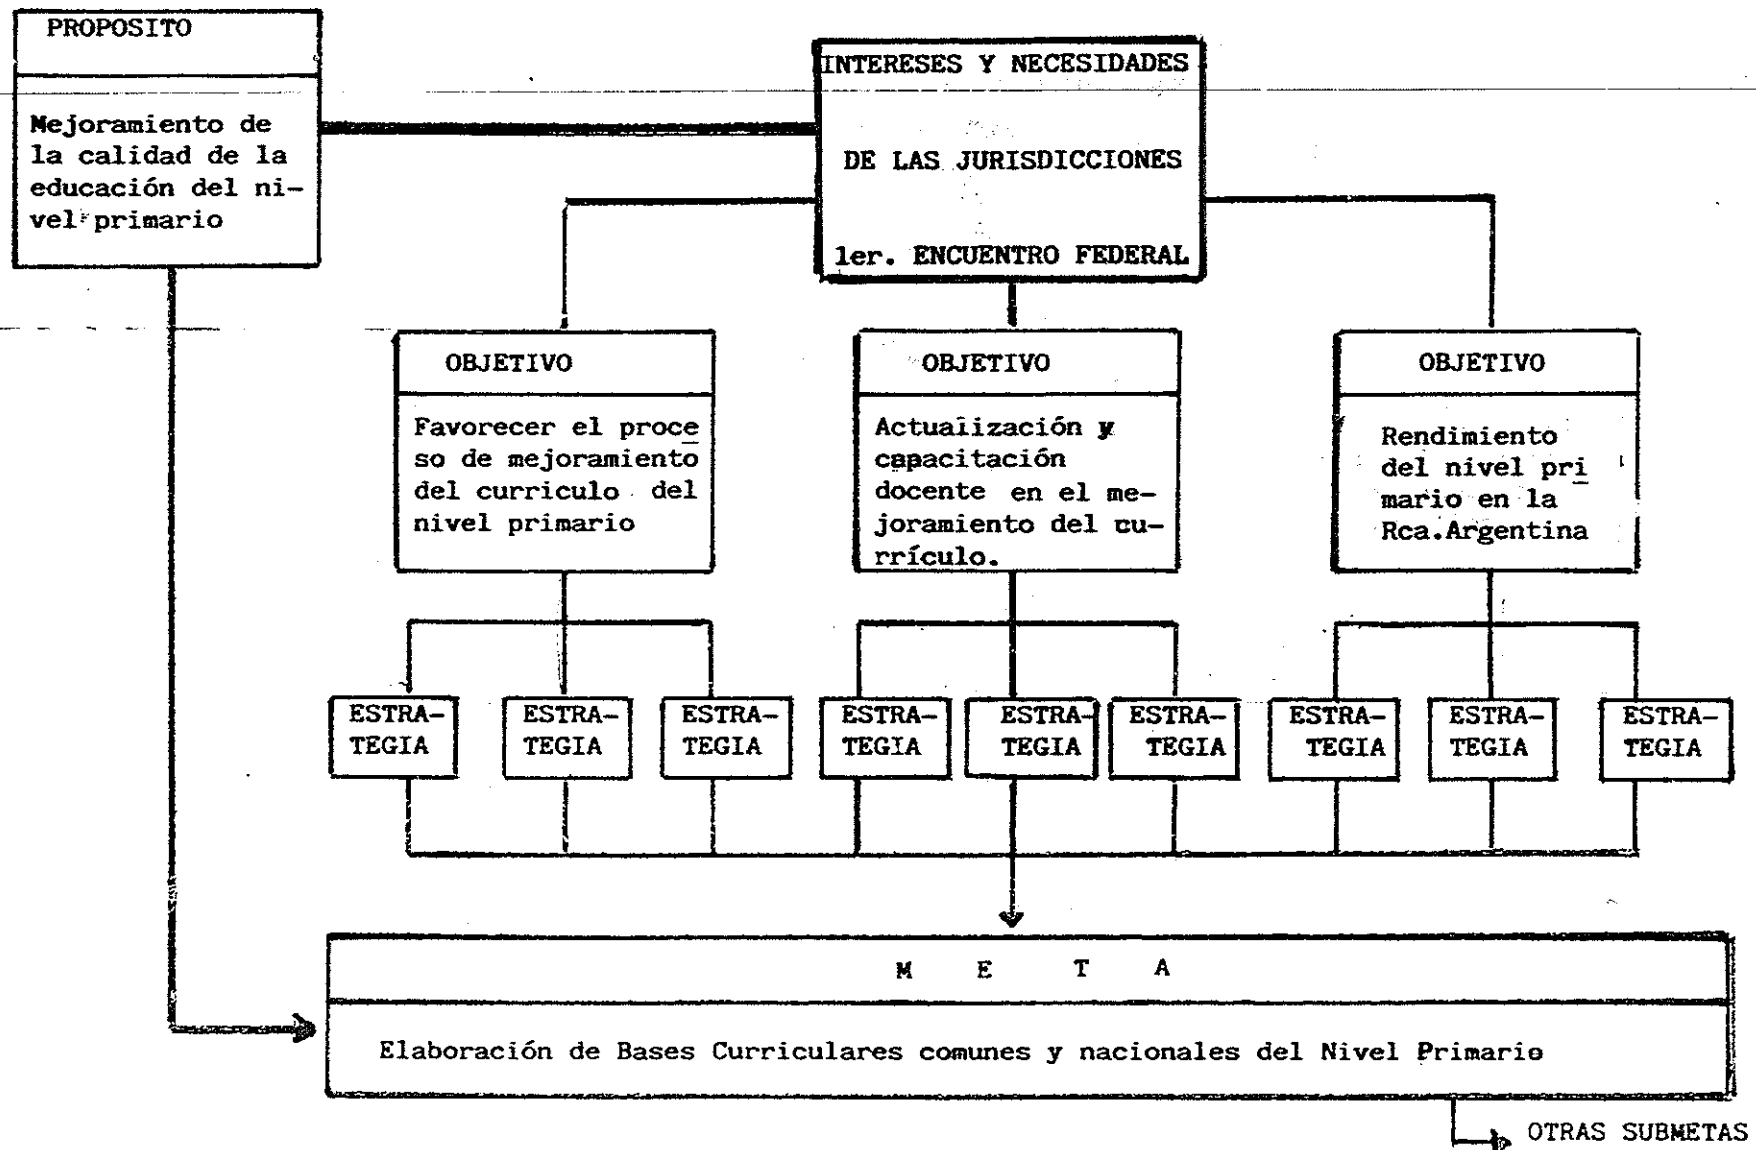 PROPOSITO
Mejoramiento de
la calidad de la
educación del ni-
vel primario
INTERESES Y NECESIDADES
DE LAS JURISDICCIONES
1er. ENCUENTRO FEDERAL
OBJETIVO
Favorecer el proce
so de mejoramiento
del curriculo del
nivel primario
OBJETIVO
Actualización y
capacitación
docente en el me-
joramiento del cu-
rrículo.
OBJETIVO
Rendimiento
del nivel pri
mario en la
Rca.Argentina
ESTRA-
TEGIA
ESTRA-
TEGIA
ESTRA-
TEGIA
ESTRA-
TEGIA
ESTRA-
TEGIA
ESTRA-
TEGIA
ESTRA-
TEGIA
ESTRA-
TEGIA
ESTRA-
TEGIA
M E T A
Elaboración de Bases Curriculares comunes y nacionales del Nivel Primario
OTRAS SUBMETAS